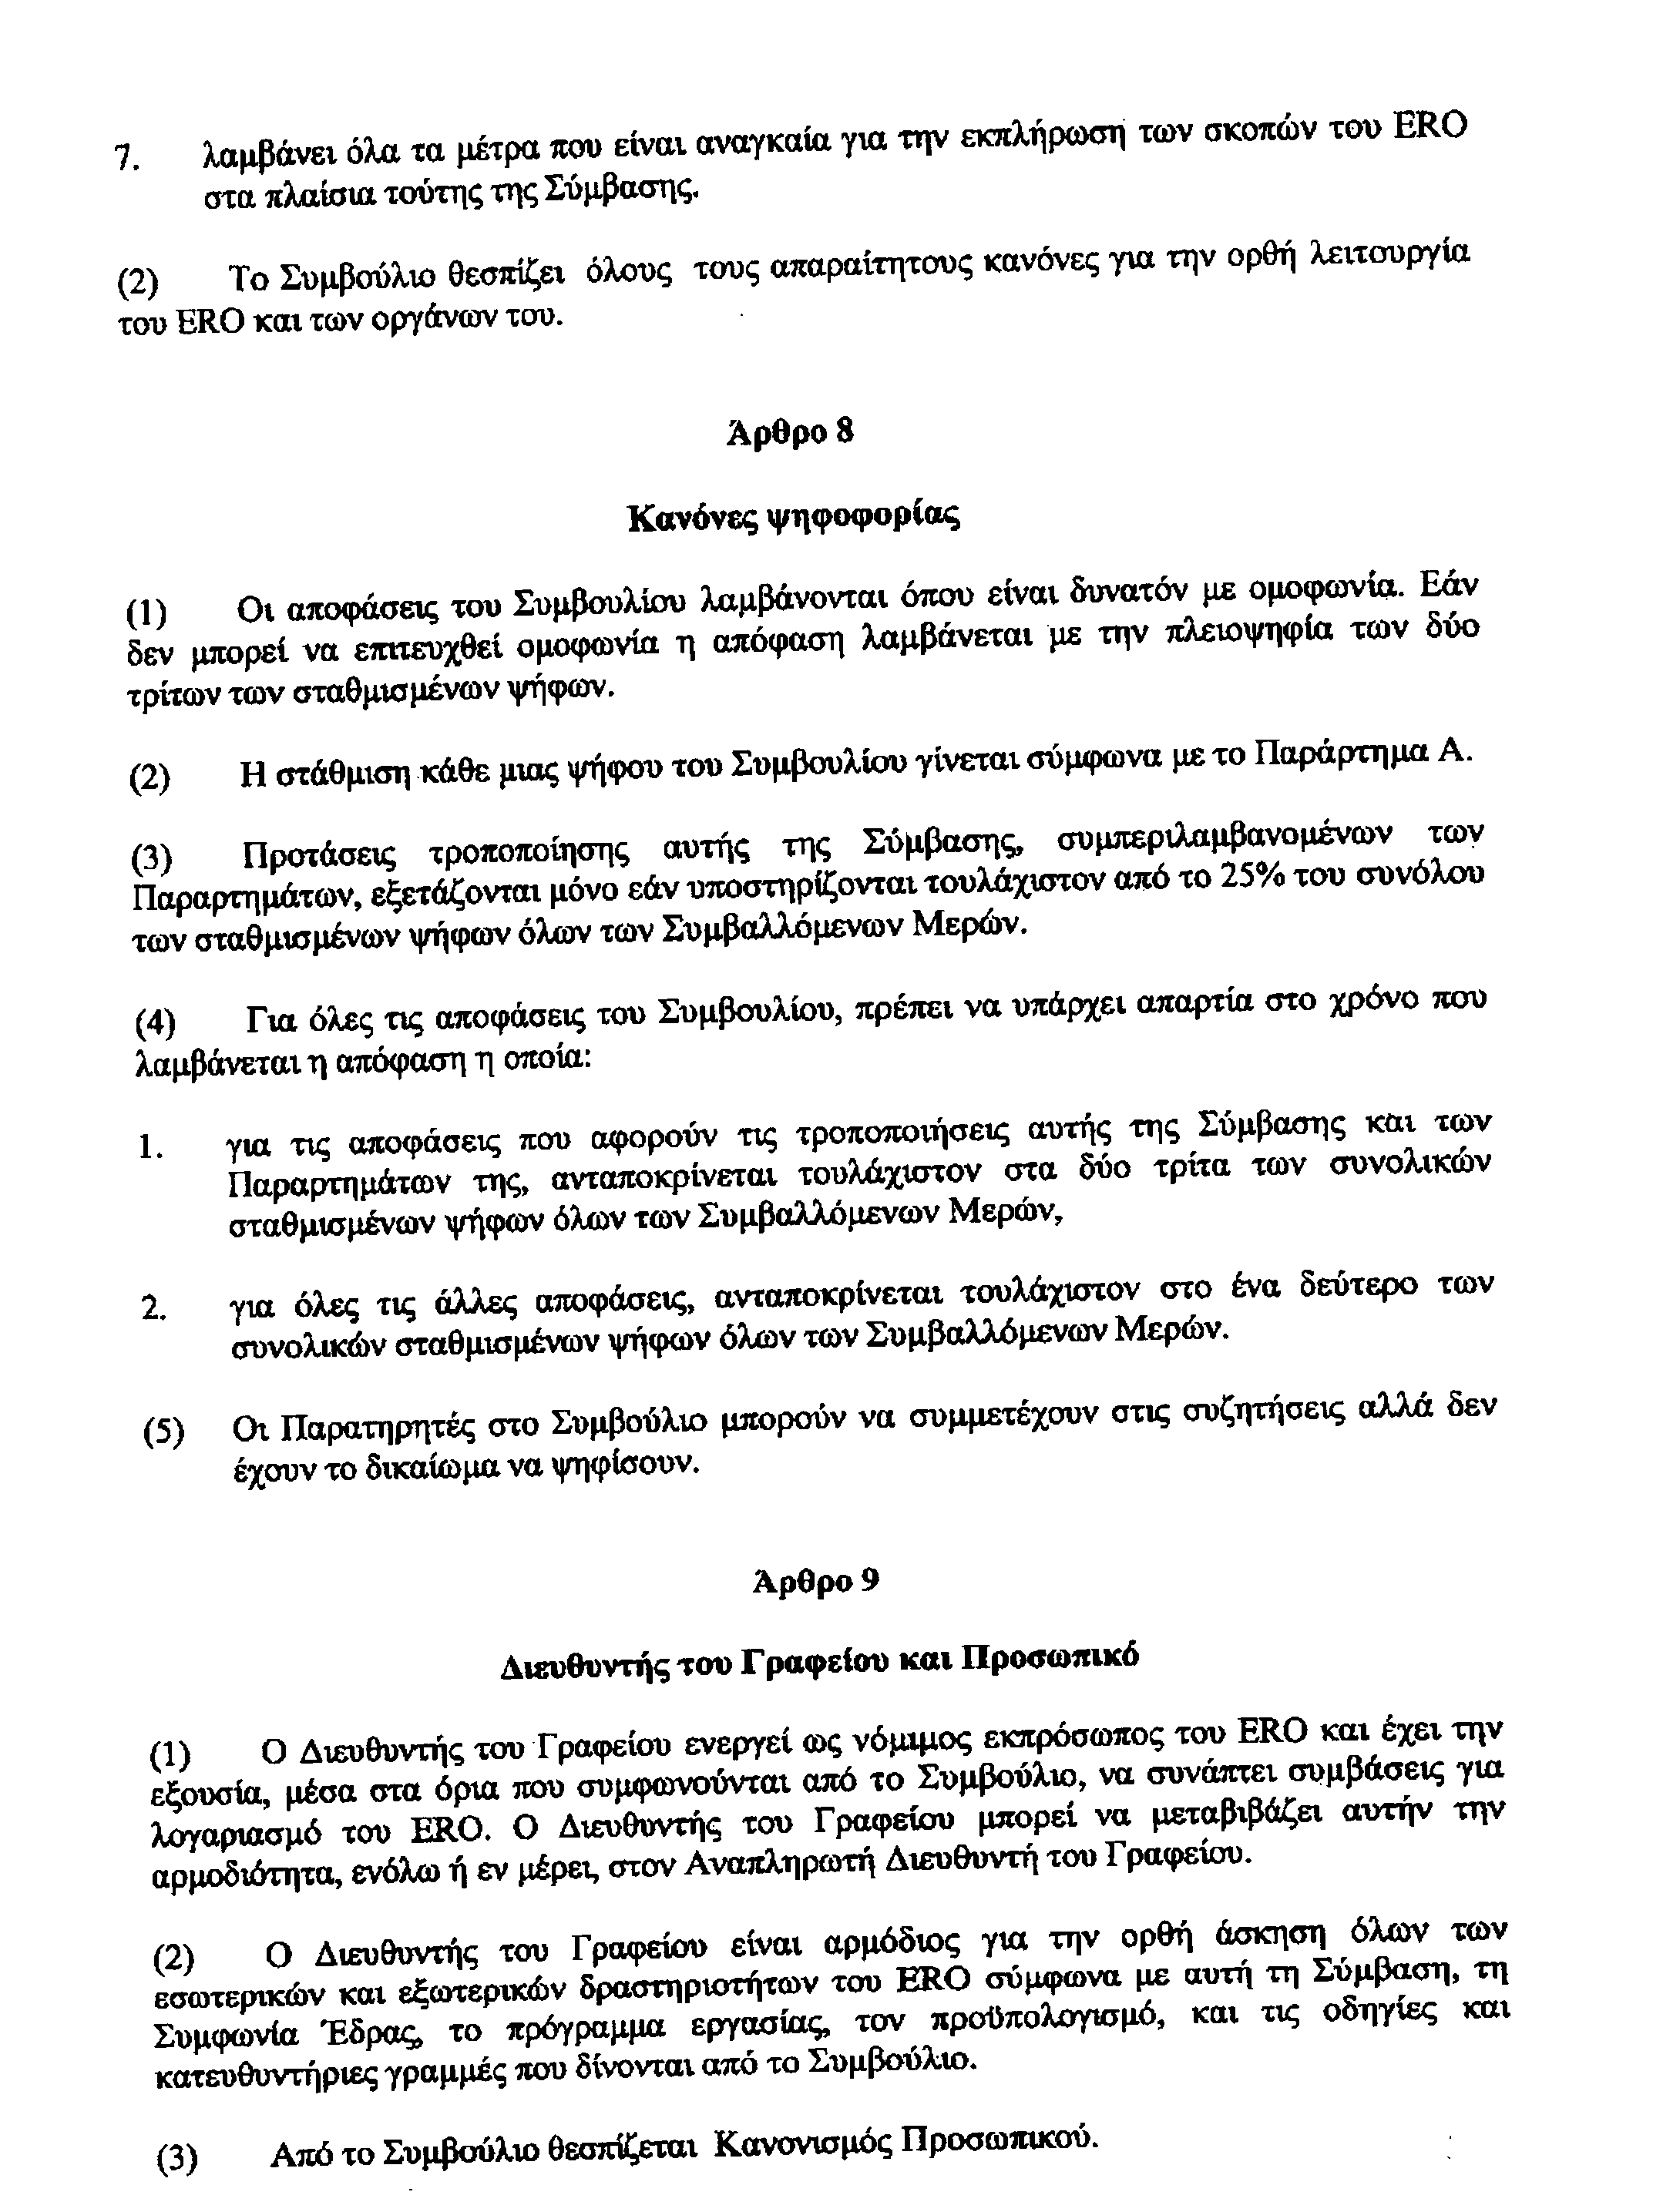 7. λαμβάνει όλα τα μέτρα που είναι αναγκαία για την εκπλήρωση των σκοπών του ERO
στα πλαίσια τούτης της Σύμβασης.
(2) Το Συμβούλιο θεσπίζει όλους τους απαραίτητους κανόνες για την ορθή λειτουργία
του ERO και των οργάνων του.
Άρθρο 8
Κανόνες ψηφοφορίας
(1) Οι αποφάσεις του Συμβουλίου λαμβάνονται όπου είναι δυνατόν με ομοφωνία. Εάν
δεν μπορεί να επιτευχθεί ομοφωνία η απόφαση λαμβάνεται με την πλειοψηφία των δύο
τρίτων των σταθμισμένων ψήφων.
(2) Η στάθμιση κάθε μιας ψήφου του Συμβουλίου γίνεται σύμφωνα με το Παράρτημα Α.
(3) Προτάσεις τροποποίησης αυτής της Σύμβασης, συμπεριλαμβανομένων των
Παραρτημάτων, εξετάζονται μόνο εάν υποστηρίζονται τουλάχιστον από το 25% του συνόλου
των σταθμισμένων ψήφων όλων των Συμβαλλόμενων Μερών.
(4) Για όλες τις αποφάσεις του Συμβουλίου, πρέπει να υπάρχει απαρτία στο χρόνο που
λαμβάνεται η απόφαση η οποία:
1. για τις αποφάσεις που αφορούν τις τροποποιήσεις αυτής της Σύμβασης και των
Παραρτημάτων της, ανταποκρίνεται τουλάχιστον στα δύο τρίτα των συνολικών
σταθμισμένων ψήφων όλων των Συμβαλλόμενων Μερών,
2. για όλες τις άλλες αποφάσεις, ανταποκρίνεται τουλάχιστον στο ένα δεύτερο των
συνολικών σταθμισμένων ψήφων όλων των Συμβαλλόμενων Μερών.
(5) Οι Παρατηρητές στο Συμβούλιο μπορούν να συμμετέχουν στις συζητήσεις αλλά δεν
έχουν το δικαίωμα να ψηφίσουν.
Άρθρο 9
Διευθυντής του Γραφείου και Προσωπικό
(1) Ο Διευθυντής του Γραφείου ενεργεί ως νόμιμος εκπρόσωπος του ERO και έχει την
εξουσία, μέσα στα όρια που συμφωνούνται από το Συμβούλιο, να συνάπτει συμβάσεις για
λογαριασμό του ERO. Ο Διευθυντής του Γραφείου μπορεί να μεταβιβάζει αυτήν την
αρμοδιότητα, ενόλω ή εν μέρει, στον Αναπληρωτή Διευθυντή του Γραφείου.
(2) Ο Διευθυντής του Γραφείου είναι αρμόδιος για την ορθή άσκηση όλων των
εσωτερικών και εξωτερικών δραστηριοτήτων του ERO σύμφωνα με αυτή τη Σύμβαση, τη
Συμφωνία Έδρας, το πρόγραμμα εργασίας, τον προϋπολογισμό, και τις οδηγίες και
κατευθυντήριες γραμμές που δίνονται από το Συμβούλιο.
(3) Από το Συμβούλιο θεσπίζεται Κανονισμός Προσωπικού.